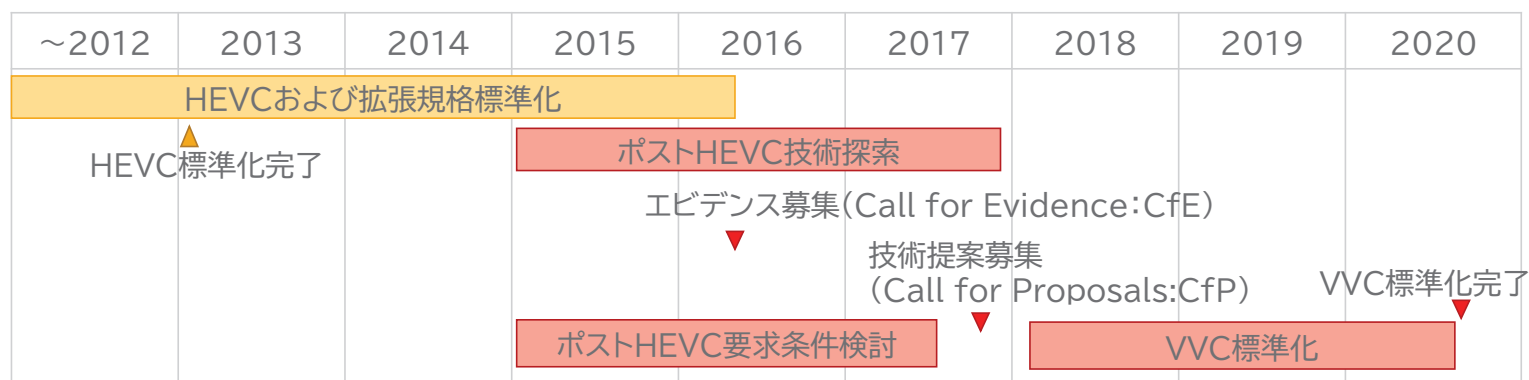 ～2012 2013 2014 2015 2016 2017 2018 2019 2020
HEVCおよび拡張規格標準化
HEVC標準化完了
ポストHEVC技術探索
エビデンス募集(Call for Evidence:CfE)
技術提案募集
(Call for Proposals:CfP)
VVC標準化完了
ポストHEVC要求条件検討
VVC標準化